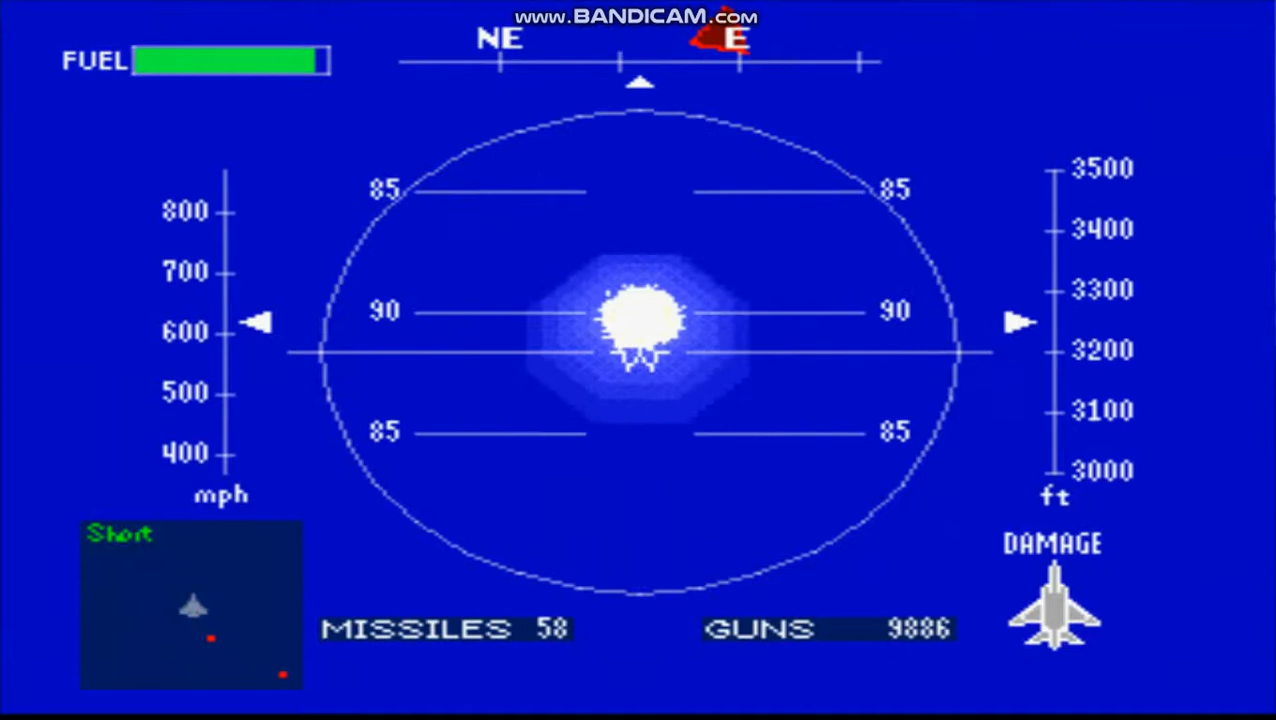 www.BANDICAM.com
NE E
FUEL
85 85
90 90
85 85
800
700
600
500
400
mph
3500
3400
3300
3200
3100
3000
ft
Short
DAMAGE
MISSILES 58
GUNS 9886